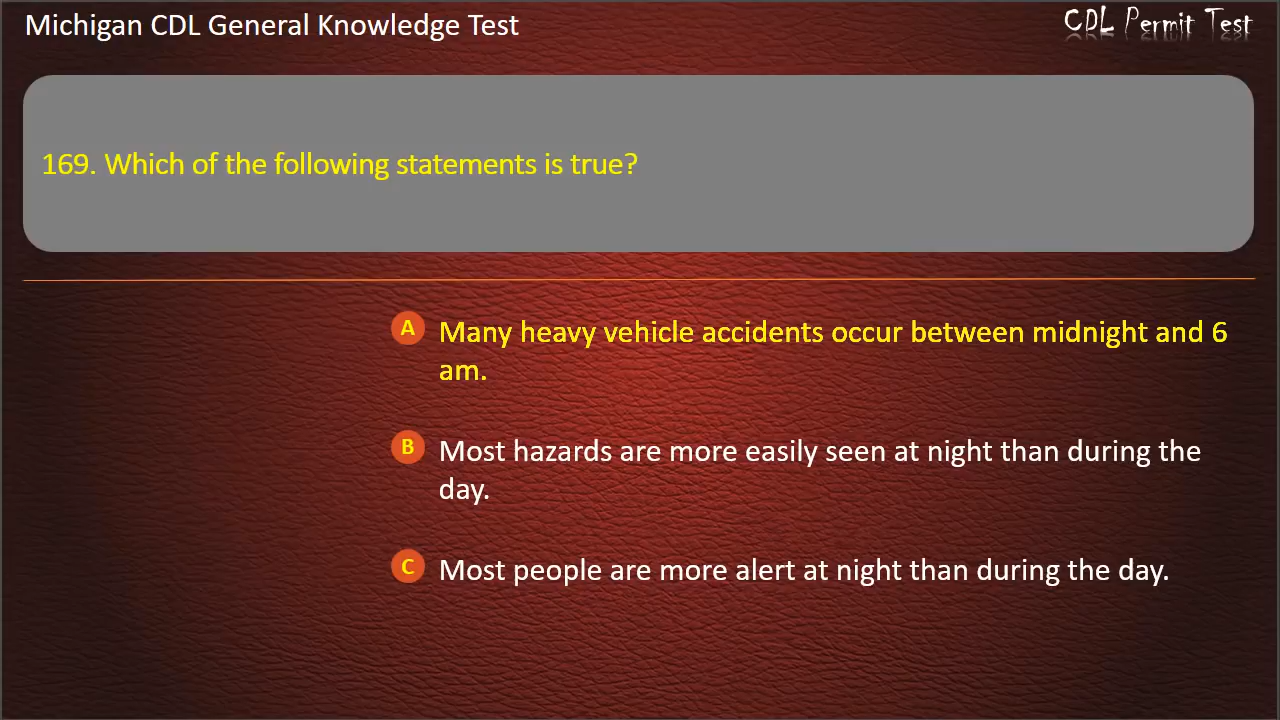 Michigan CDL General Knowledge Test
CDL Permit Test
169. Which of the following statements is true?
A Many heavy vehicle accidents occur between midnight and 6
am.
B Most hazards are more easily seen at night than during the
day.
C Most people are more alert at night than during the day.